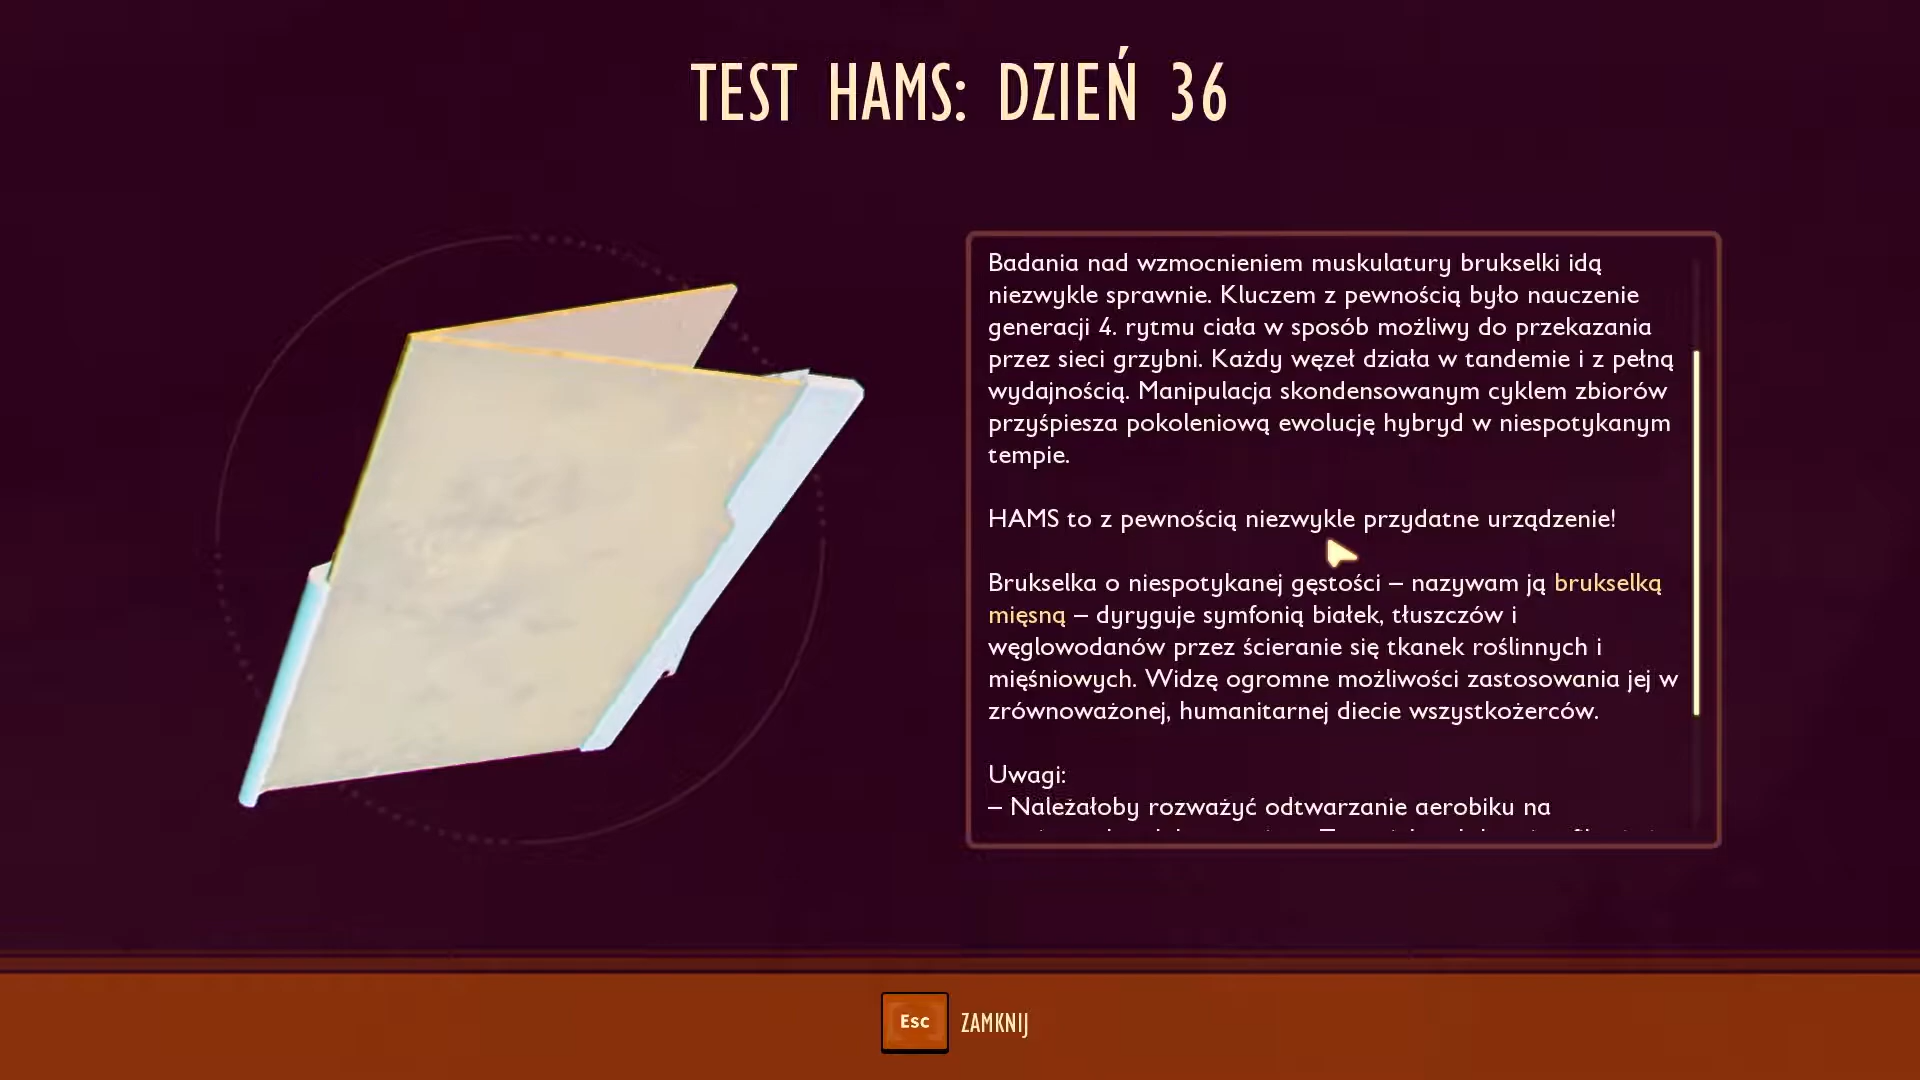 TEST HAMS: DZIEŃ 36
Badania nad wzmocnieniem muskulatury brukselki idą
niezwykle sprawnie. Kluczem z pewnością było nauczenie
generacji 4. rytmu ciała w sposób możliwy do przekazania
przez sieci grzybni. Każdy węzeł działa w tandemie i z pełną
wydajnością. Manipulacja skondensowanym cyklem zbiorów
przyśpiesza pokoleniową ewolucję hybryd w niespotykanym
tempie.
HAMS to z pewnością niezwykle przydatne urządzenie!
Brukselka o niespotykanej gęstości – nazywam ją brukselką
mięsną – dyryguje symfonią białek, tłuszczów i
węglowodanów przez ścieranie się tkanek roślinnych i
mięśniowych. Widzę ogromne możliwości zastosowania jej w
zrównoważonej, humanitarnej diecie wszystkożerców.
Uwagi:
– Należałoby rozważyć odtwarzanie aerobiku na
Esc ZAMKNIJ